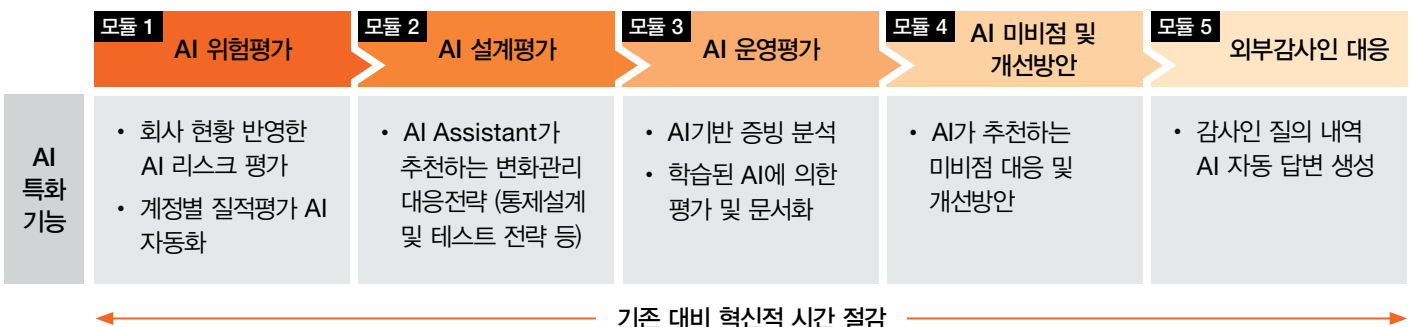 모듈 1
AI 위험평가
모듈 2
AI 설계평가
모듈 3
AI 운영평가
모듈 4
AI 미비점 및
개선방안
모듈 5
외부감사인 대응
AI
특화
기능
• 회사 현황 반영한
AI 리스크 평가
• 계정별 질적평가 AI
자동화
• AI Assistant가
추천하는 변화관리
대응전략 (통제설계
및 테스트 전략 등)
• AI기반 증빙 분석
• 학습된 AI에 의한
평가 및 문서화
• AI가 추천하는
미비점 대응 및
개선방안
• 감사인 질의 내역
AI 자동 답변 생성
기존 대비 혁신적 시간 절감